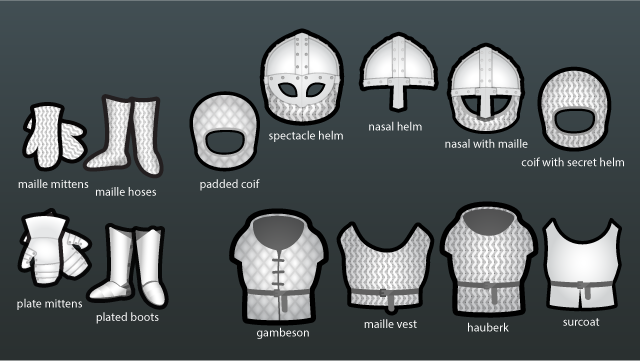 spectacle helm
nasal helm
nasal with maille
coif with secret helm
maille mittens
maille hoses
padded coif
plate mittens
plated boots
gambeson
maille vest
hauberk
surcoat